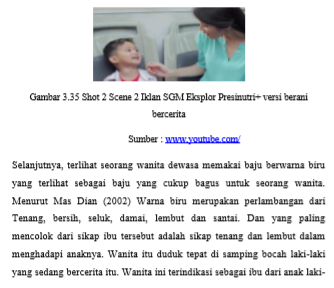 Gambar 3.35 Shot 2 Scene 2 Iklan SGM Eksplor Presinutri+ versi berani
bercerita
Sumber : www.youtube.com/
Selanjutnya, terlihat seorang wanita dewasa memakai baju berwarna biru
yang terlihat sebagai baju yang cukup bagus untuk seorang wanita.
Menurut Mas Dian (2002) Warna biru merupakan perlambangan dari
Tenang, bersih, seluk, damai, lembut dan santai. Dan yang paling
mencolok dari sikap ibu tersebut adalah sikap tenang dan lembut dalam
menghadapi anaknya. Wanita itu duduk tepat di samping bocah laki-laki
yang sedang bercerita itu. Wanita ini terindikasi sebagai ibu dari anak laki-